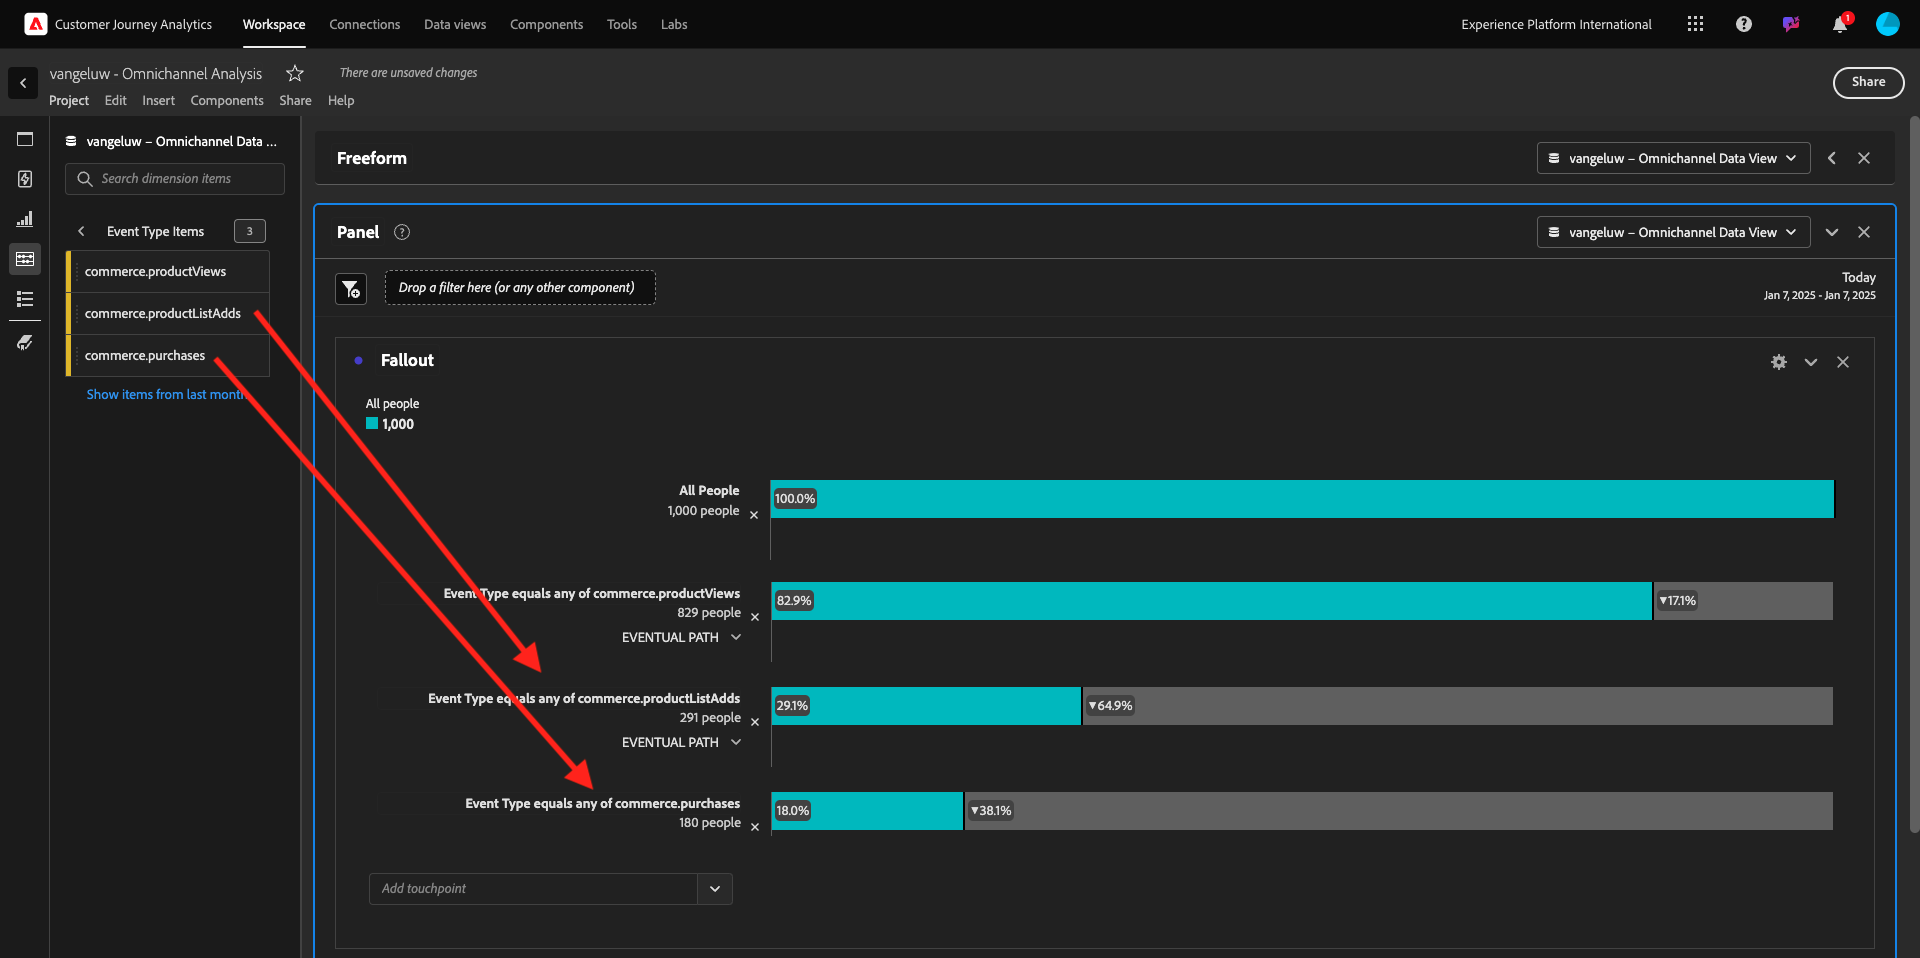 Customer Journey Analytics
Workspace
Connections
Data views
Components
Tools
Labs
Experience Platform International
1
vangeluw - Omnichannel Analysis
There are unsaved changes
Project
Edit
Insert
Components
Share
Help
Share
vangeluw – Omnichannel Data ...
Search dimension items
Event Type Items
3
commerce.productViews
commerce.productListAdds
commerce.purchases
Show items from last month
Freeform
vangeluw – Omnichannel Data View
Panel
vangeluw – Omnichannel Data View
Drop a filter here (or any other component)
Today
Jan 7, 2025 - Jan 7, 2025
Fallout
All people
1,000
All People
1,000 people
100.0%
Event Type equals any of commerce.productViews
829 people
EVENTUAL PATH
82.9%
▼17.1%
Event Type equals any of commerce.productListAdds
291 people
EVENTUAL PATH
29.1%
▼64.9%
Event Type equals any of commerce.purchases
180 people
18.0%
▼38.1%
Add touchpoint